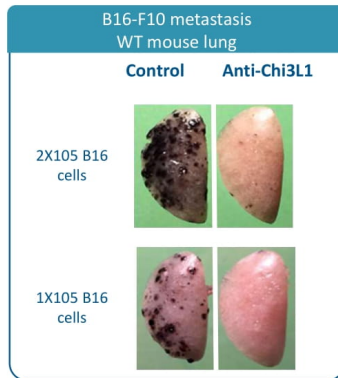 B16-F10 metastasis
WT mouse lung
Control Anti-Chi3L1
2X105 B16
cells
1X105 B16
cells